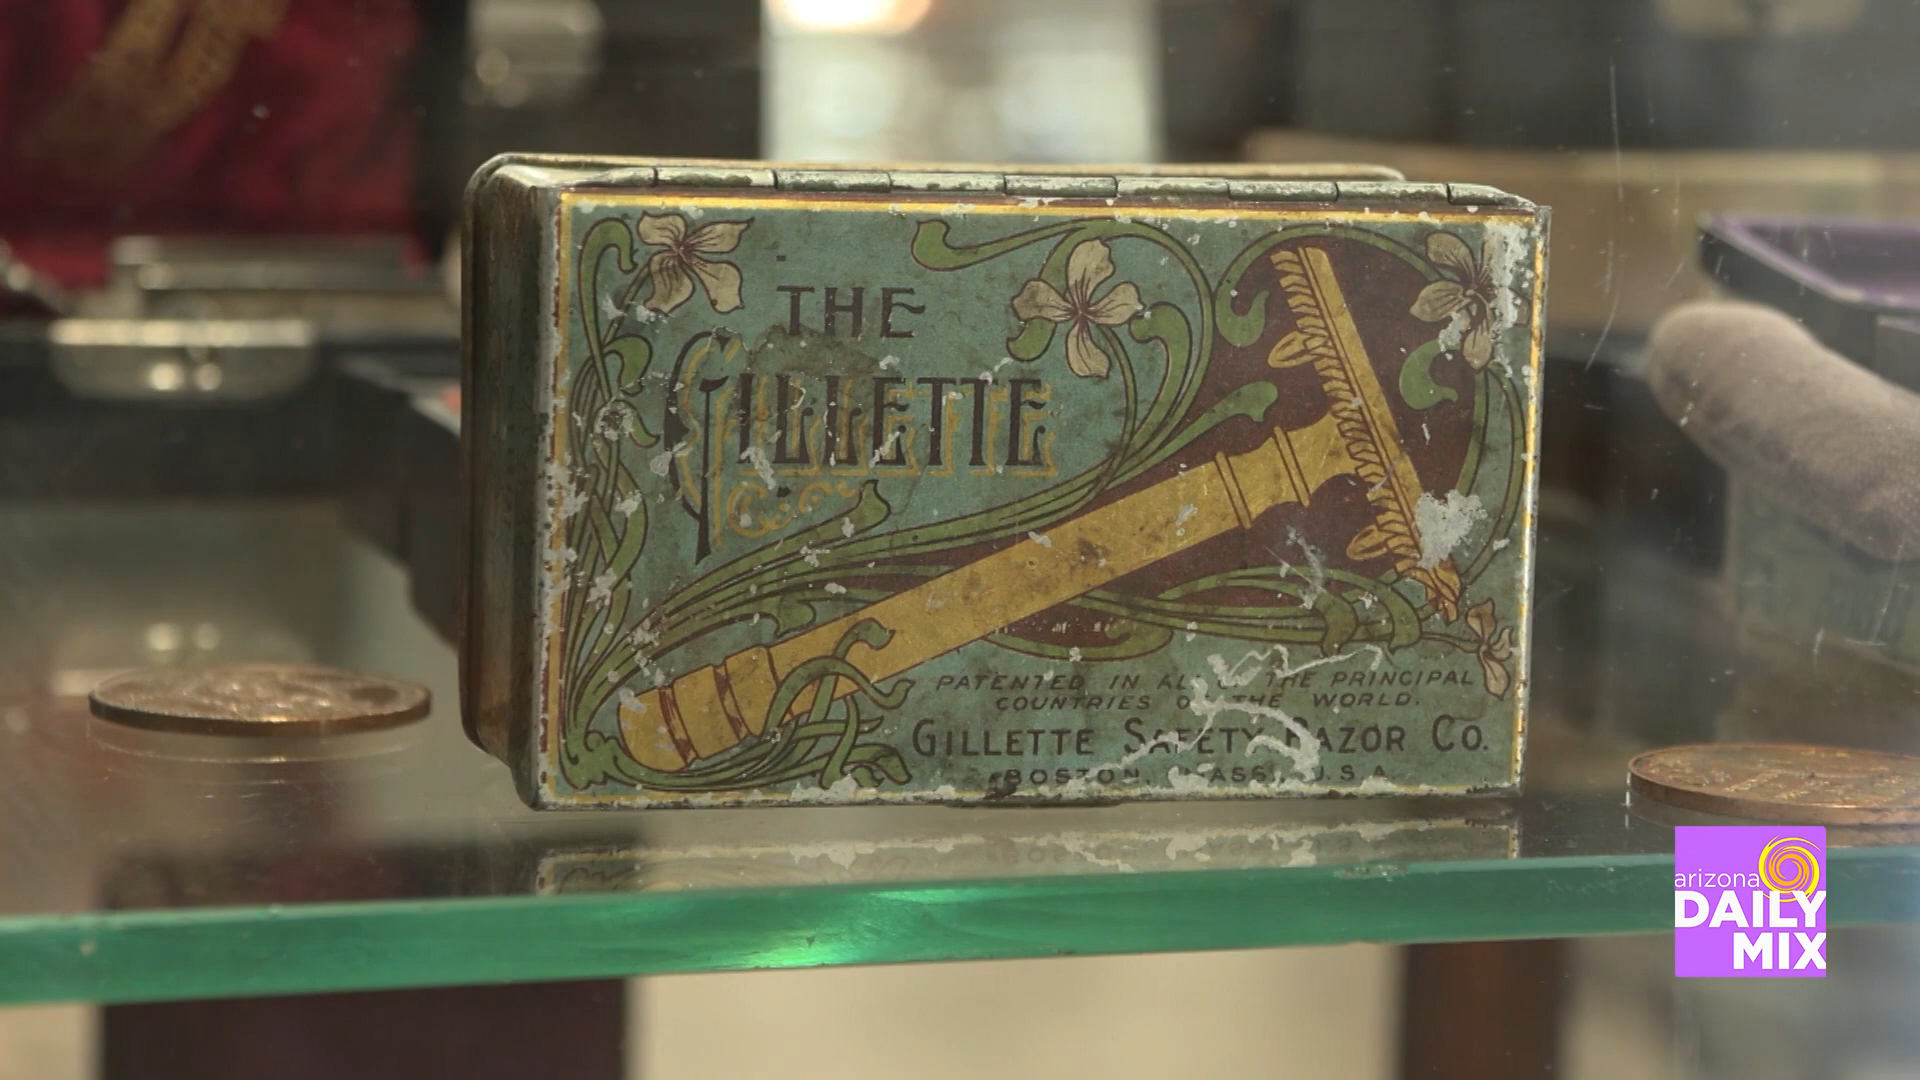 THE
GILLETTE
PATENTED IN ALL OF THE PRINCIPAL
COUNTRIES OF THE WORLD.
GILLETTE SAFETY RAZOR CO.
BOSTON, MASS., U.S.A.
arizona
DAILY
MIX